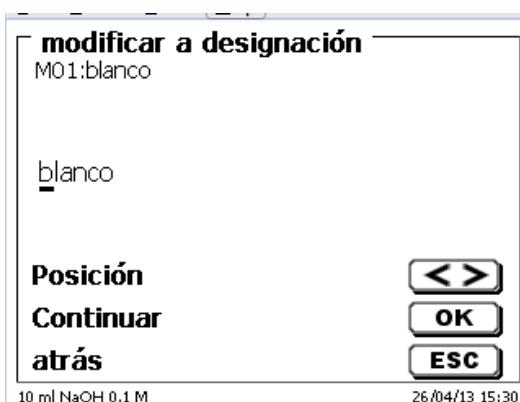 modificar a designación
M01:blanco
blanco
Posición < >
Continuar OK
atrás ESC
10 ml NaOH 0.1 M 26/04/13 15:30